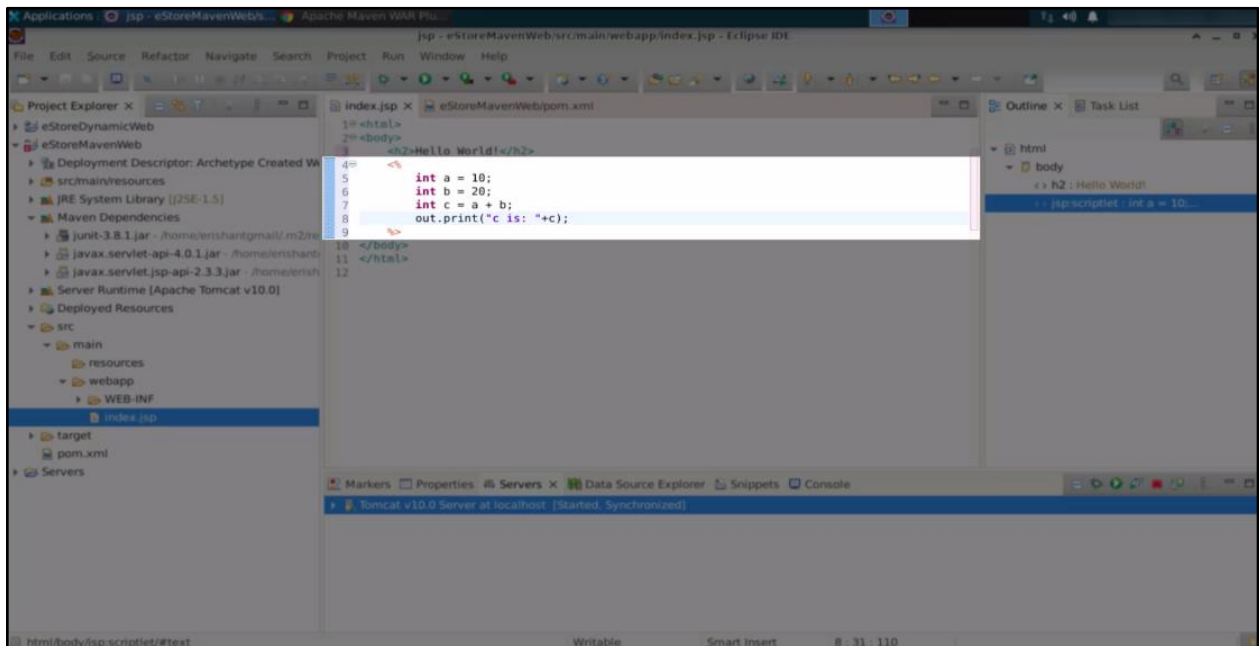 Applications : jsp - eStoreMavenWeb/s... Apache Maven WAR Plu...
jsp - eStoreMavenWeb/src/main/webapp/index.jsp - Eclipse IDE
File Edit Source Refactor Navigate Search Project Run Window Help
Project Explorer
eStoreDynamicWeb
eStoreMavenWeb
Deployment Descriptor: Archetype Created W
src/main/resources
JRE System Library [J2SE-1.5]
Maven Dependencies
junit-3.8.1.jar - /home/erishantgmail/.m2/re
javax.servlet-api-4.0.1.jar - /home/erishant
javax.servlet.jsp-api-2.3.3.jar - /home/erish
Server Runtime [Apache Tomcat v10.0]
Deployed Resources
src
main
resources
webapp
WEB-INF
index.jsp
target
pom.xml
Servers
index.jsp eStoreMavenWeb/pom.xml
1 <html>
2 <body>
3 <h2>Hello World!</h2>
4 <%
5 int a = 10;
6 int b = 20;
7 int c = a + b;
8 out.print("c is: "+c);
9 %>
10 </body>
11 </html>
12
Outline Task List
html
body
h2 : Hello World!
jsp:scriptlet : int a = 10;...
Markers Properties Servers Data Source Explorer Snippets Console
Tomcat v10.0 Server at localhost [Started, Synchronized]
html/body/jsp:scriptlet/#text Writable Smart Insert 8 : 31 : 110